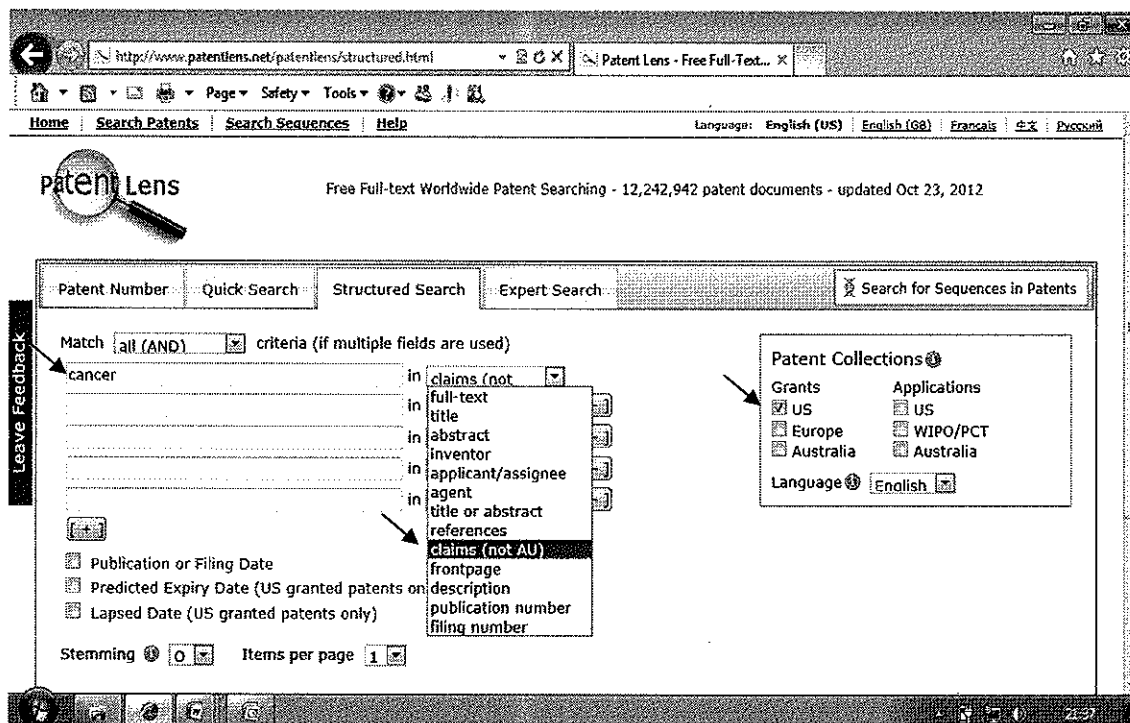 http://www.patentlens.net/patentlens/structured.html
Patent Lens - Free Full-Text...
Page Safety Tools
Home Search Patents Search Sequences Help
Language: English (US) English (GB) Français 中文 Русский
Patent Lens
Free Full-text Worldwide Patent Searching - 12,242,942 patent documents - updated Oct 23, 2012
Patent Number Quick Search Structured Search Expert Search
Search for Sequences in Patents
Leave Feedback
Match all (AND) criteria (if multiple fields are used)
cancer in claims (not
in
in
in
in
full-text
title
abstract
inventor
applicant/assignee
agent
title or abstract
references
claims (not AU)
frontpage
description
publication number
filing number
[+]
Publication or Filing Date
Predicted Expiry Date (US granted patents on
Lapsed Date (US granted patents only)
Stemming 0 Items per page 1
Patent Collections
Grants Applications
US US
Europe WIPO/PCT
Australia Australia
Language English